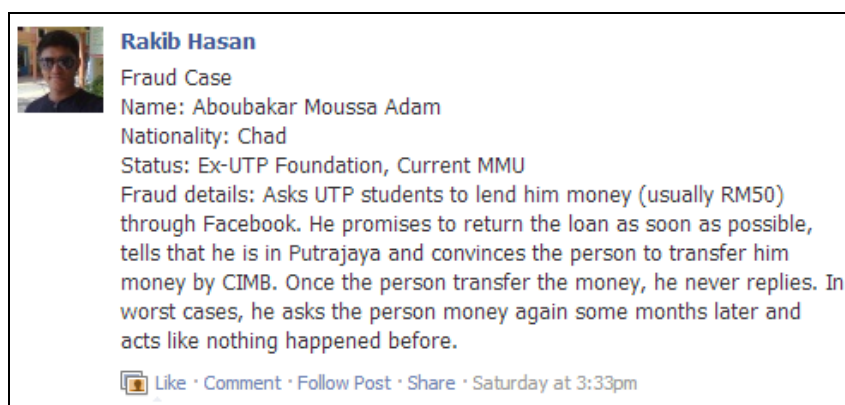 Rakib Hasan
Fraud Case
Name: Aboubakar Moussa Adam
Nationality: Chad
Status: Ex-UTP Foundation, Current MMU
Fraud details: Asks UTP students to lend him money (usually RM50)
through Facebook. He promises to return the loan as soon as possible,
tells that he is in Putrajaya and convinces the person to transfer him
money by CIMB. Once the person transfer the money, he never replies. In
worst cases, he asks the person money again some months later and
acts like nothing happened before.
Like · Comment · Follow Post · Share · Saturday at 3:33pm